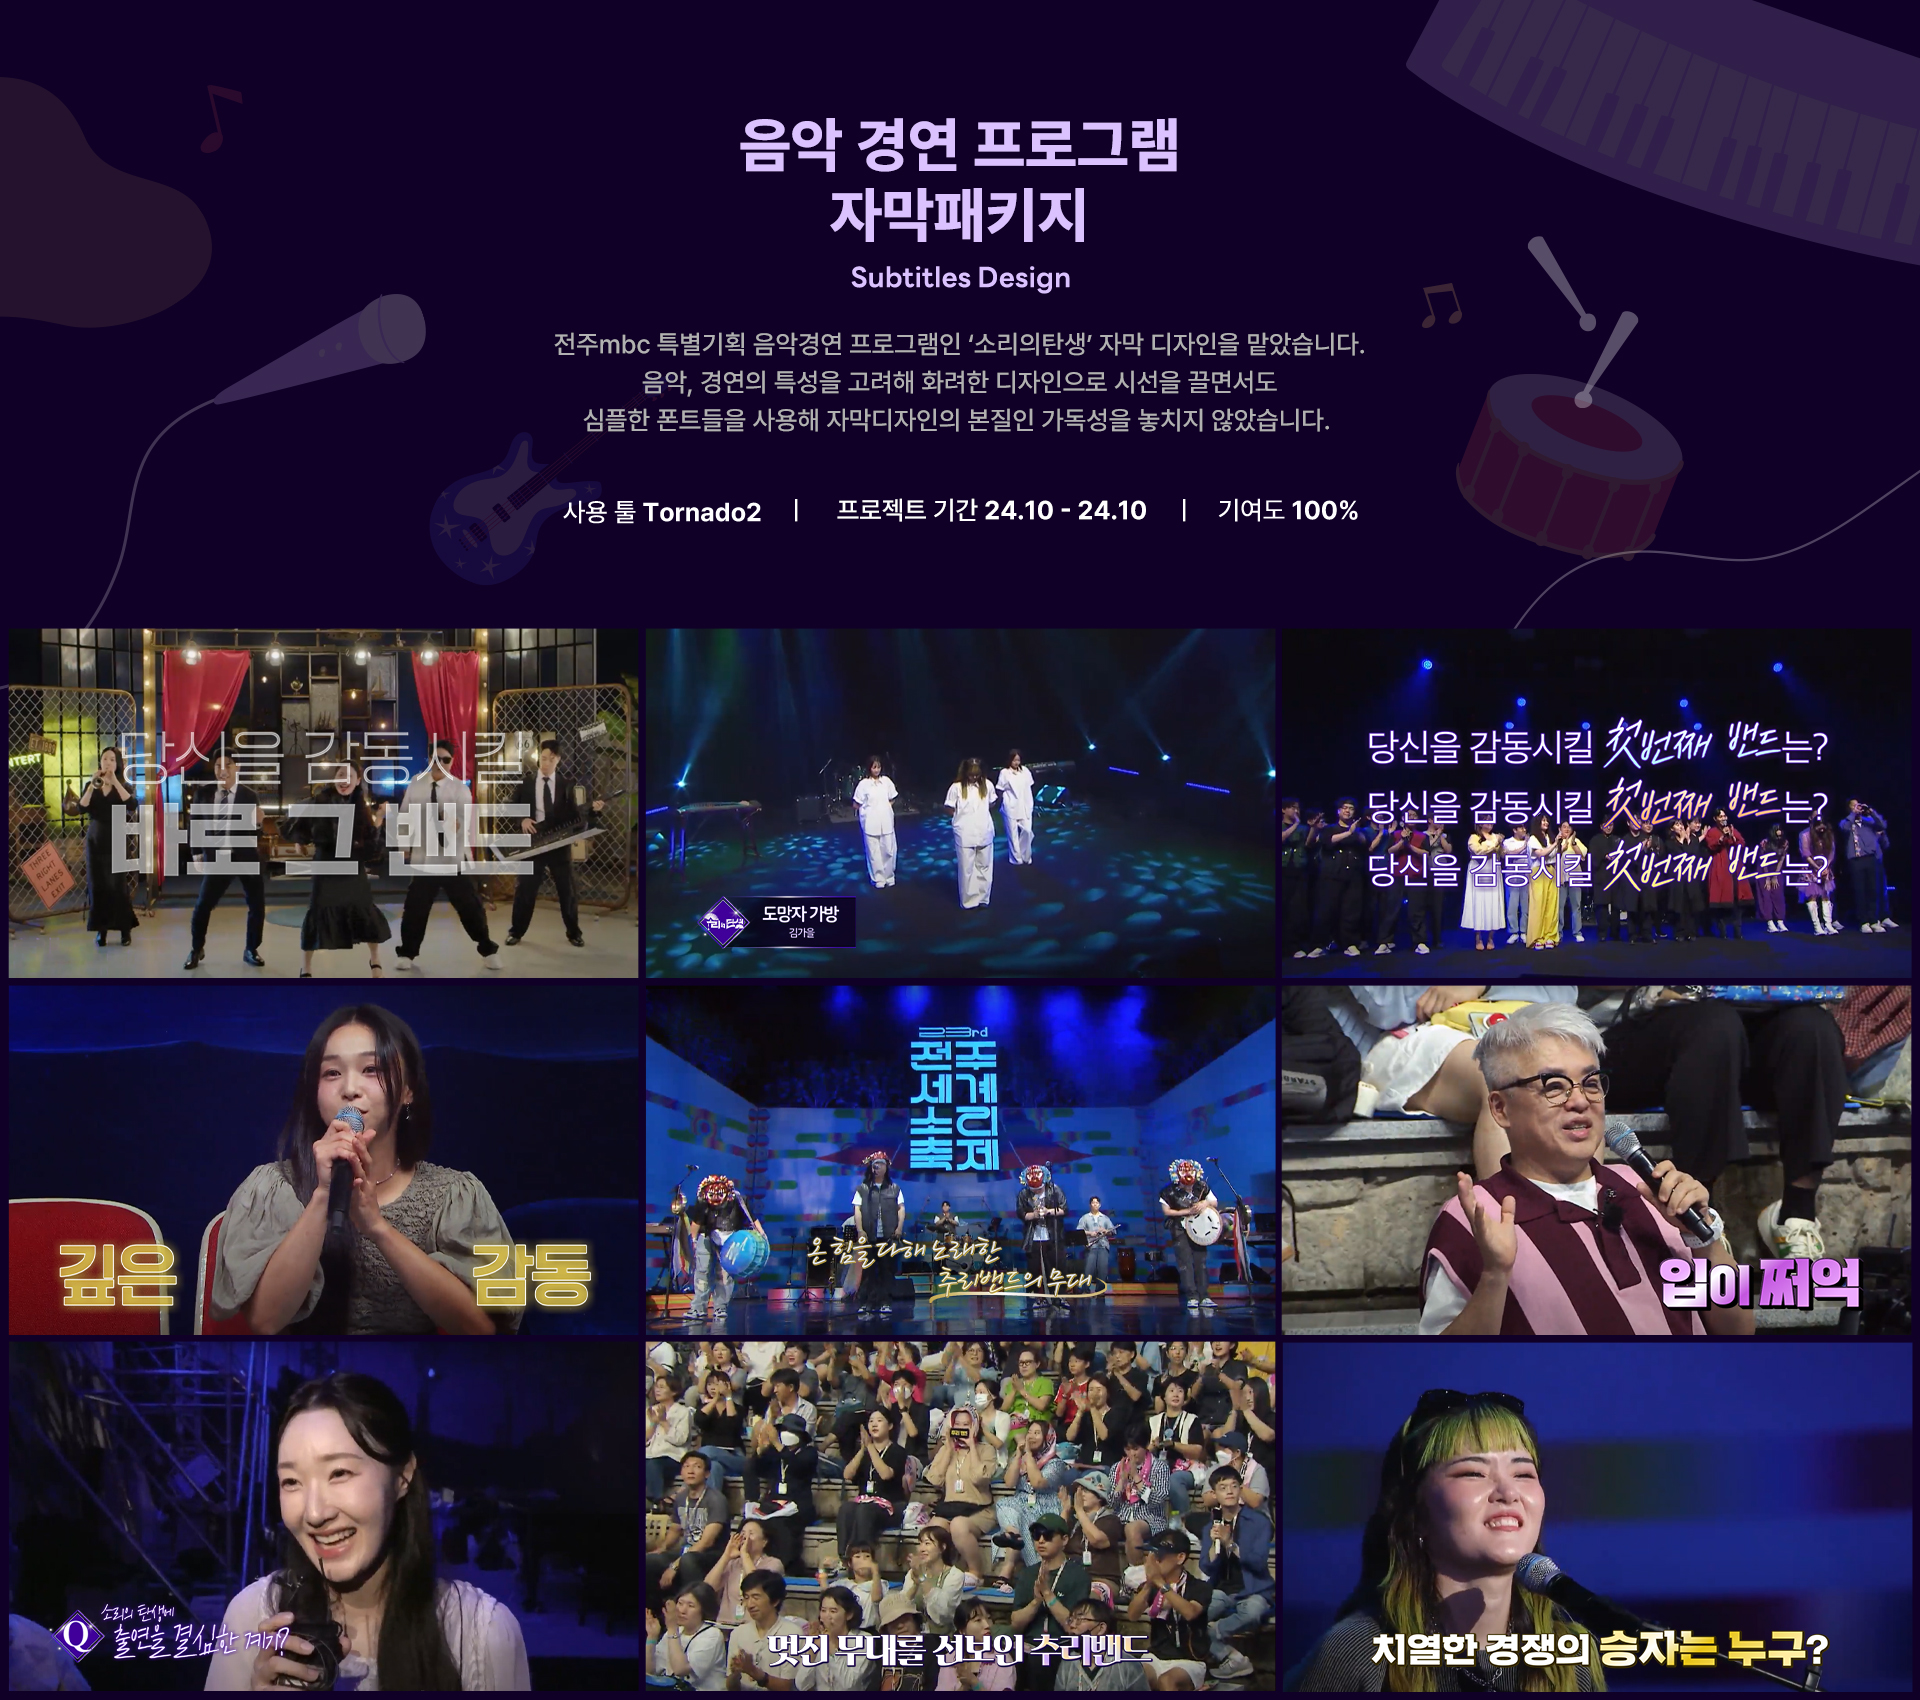 음악 경연 프로그램
자막패키지
Subtitles Design
전주mbc 특별기획 음악경연 프로그램인 ‘소리의탄생’ 자막 디자인을 맡았습니다.
음악, 경연의 특성을 고려해 화려한 디자인으로 시선을 끌면서도
심플한 폰트들을 사용해 자막디자인의 본질인 가독성을 놓치지 않았습니다.
사용 툴 Tornado2 | 프로젝트 기간 24.10 - 24.10 | 기여도 100%
당신을 감동시킬
바로 그 밴드
THREE
RIGHT
LANES
EXIT
소리의탄생
도망자 가방
김가을
당신을 감동시킬 첫번째 밴드는?
당신을 감동시킬 첫번째 밴드는?
당신을 감동시킬 첫번째 밴드는?
깊은 감동
23rd
전주
세계
소리
축제
온 힘을 다해 노래한
추리밴드의 무대
입이 쩌억
Q
소리의 탄생에
출연을 결심한 계기?
멋진 무대를 선보인 추리밴드
치열한 경쟁의 승자는 누구?